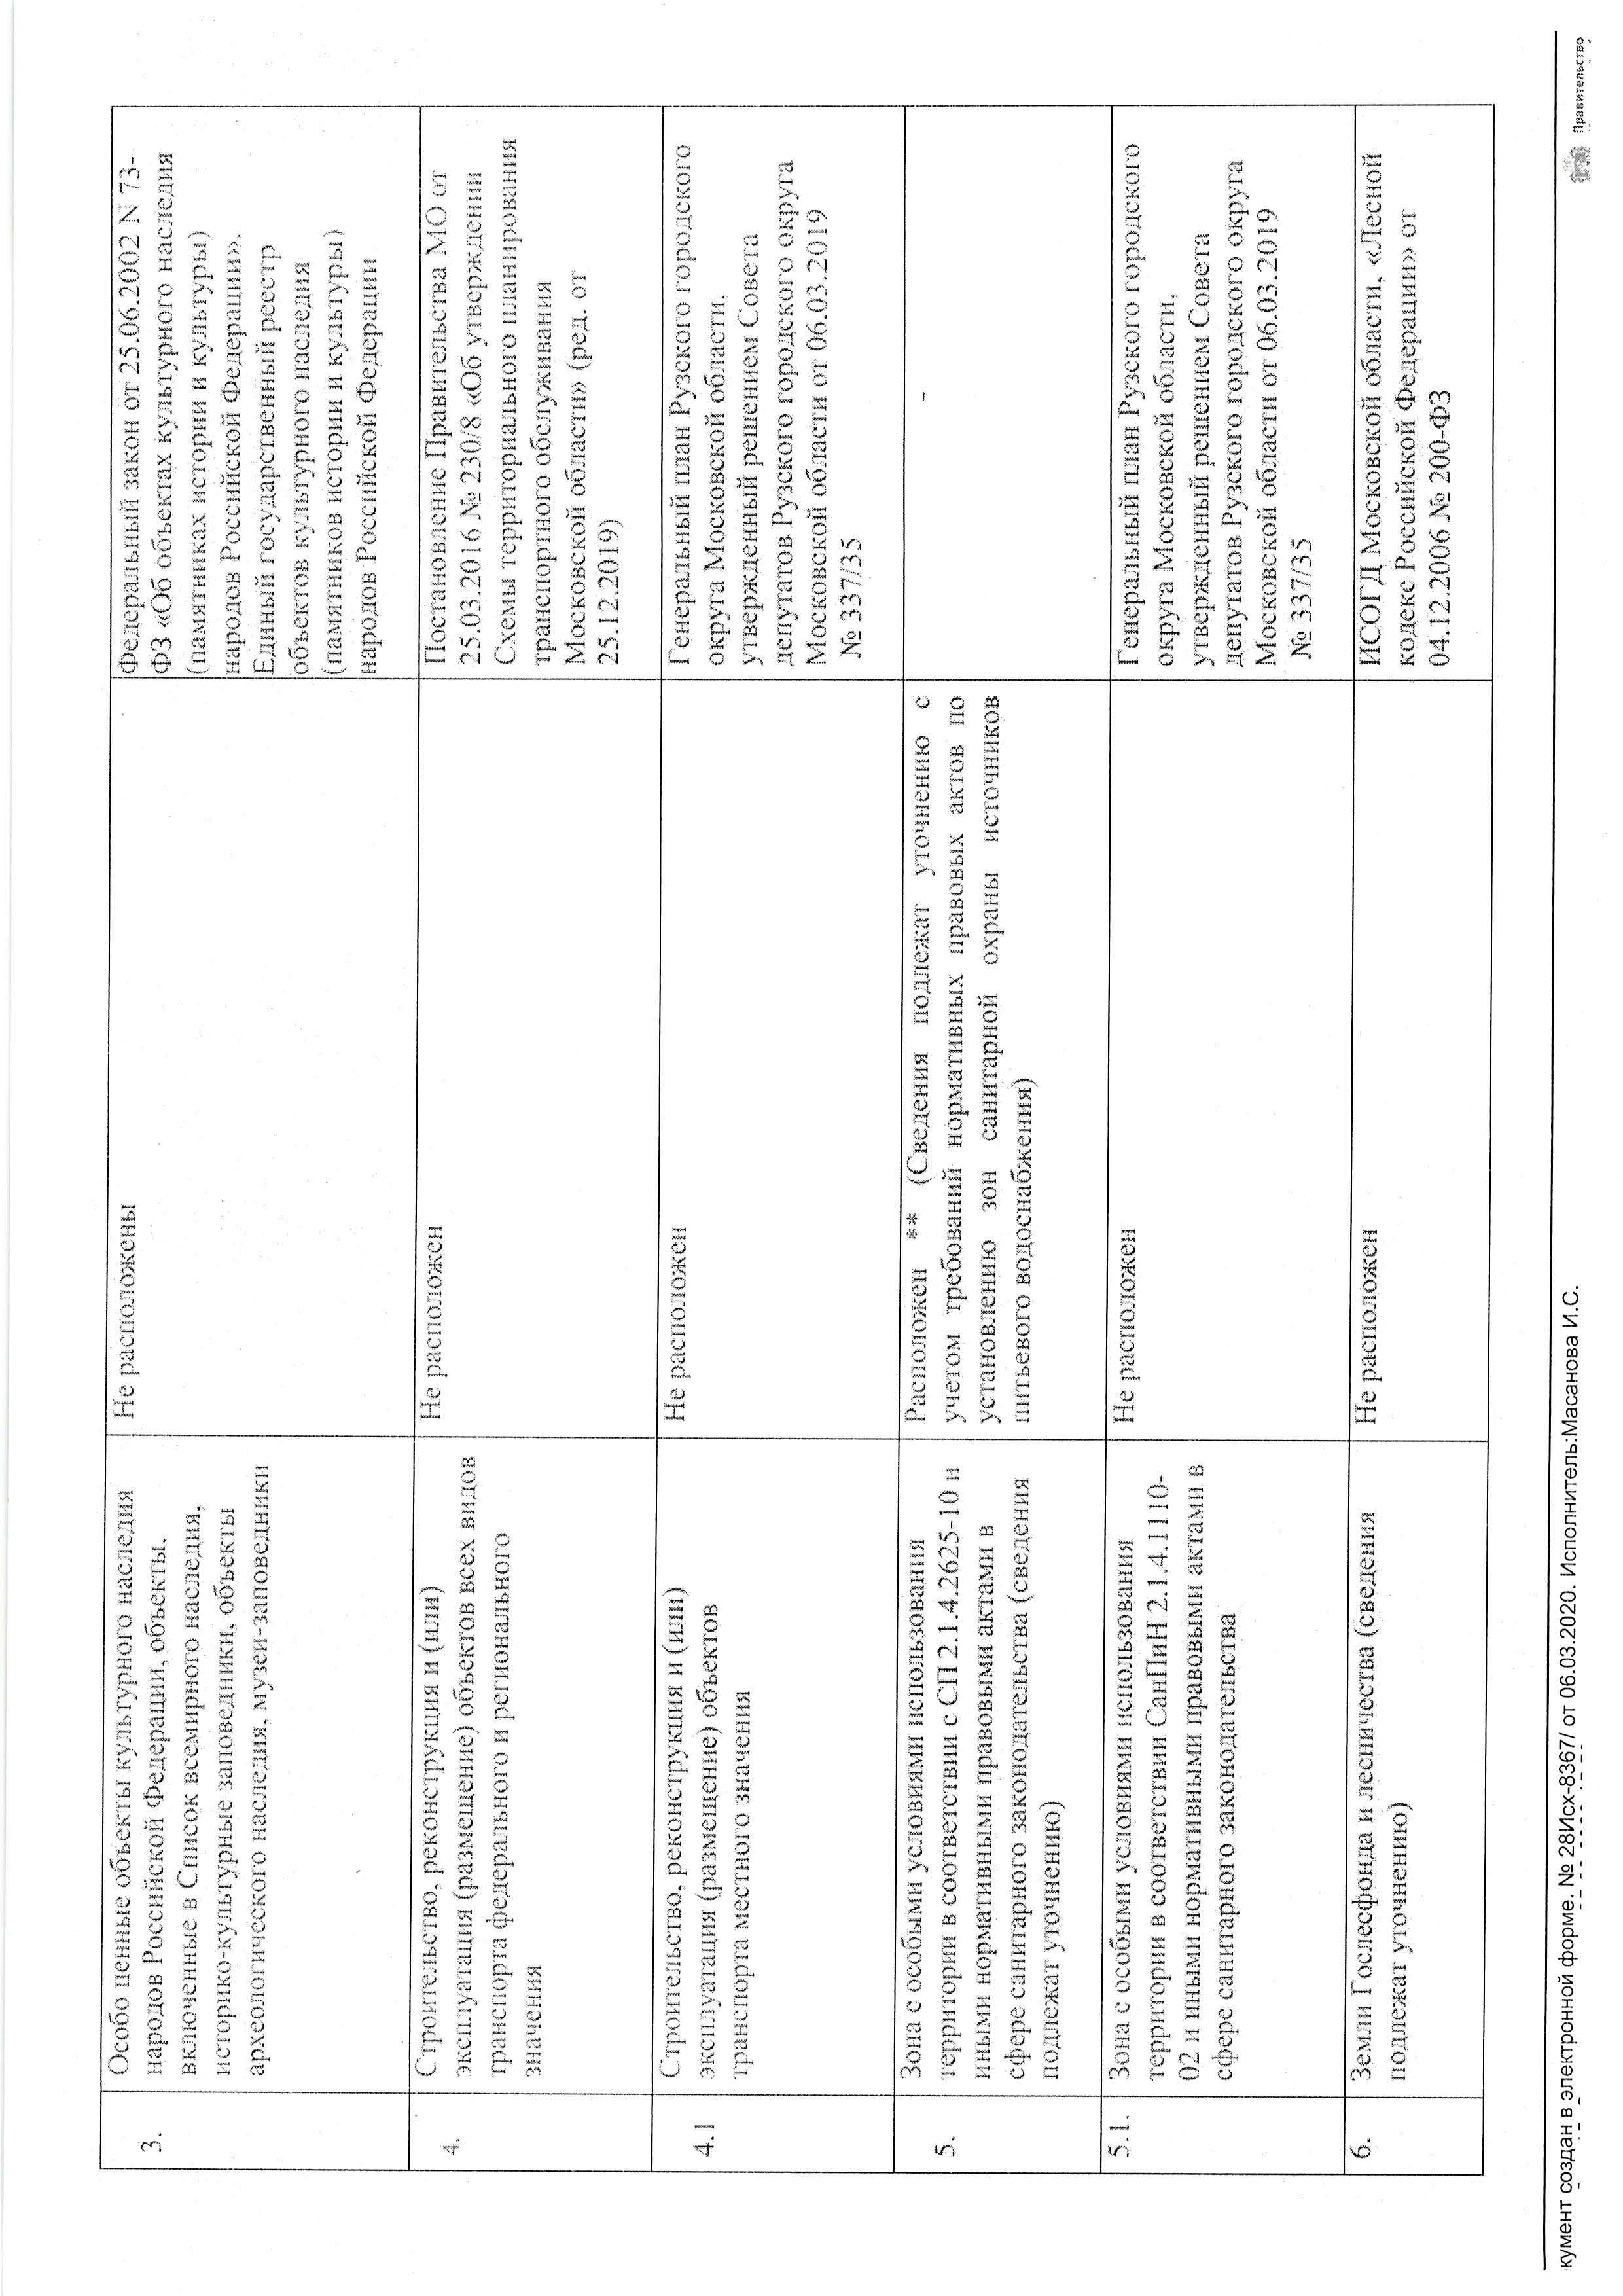 3.
Особо ценные объекты культурного наследия
народов Российской Федерации, объекты,
включенные в Список всемирного наследия,
историко-культурные заповедники, объекты
археологического наследия, музеи-заповедники
Не расположены
Федеральный закон от 25.06.2002 N 73-
ФЗ «Об объектах культурного наследия
(памятниках истории и культуры)
народов Российской Федерации».
Единый государственный реестр
объектов культурного наследия
(памятников истории и культуры)
народов Российской Федерации
4.
Строительство, реконструкция и (или)
эксплуатация (размещение) объектов всех видов
транспорта федерального и регионального
значения
Не расположен
Постановление Правительства МО от
25.03.2016 № 230/8 «Об утверждении
Схемы территориального планирования
транспортного обслуживания
Московской области» (ред. от
25.12.2019)
4.1
Строительство, реконструкция и (или)
эксплуатация (размещение) объектов
транспорта местного значения
Не расположен
Генеральный план Рузского городского
округа Московской области,
утвержденный решением Совета
депутатов Рузского городского округа
Московской области от 06.03.2019
№ 337/35
5.
Зона с особыми условиями использования
территории в соответствии с СП 2.1.4.2625-10 и
иными нормативными правовыми актами в
сфере санитарного законодательства (сведения
подлежат уточнению)
Расположен ** (Сведения подлежат уточнению с
учетом требований нормативных правовых актов по
установлению зон санитарной охраны источников
питьевого водоснабжения)
-
5.1.
Зона с особыми условиями использования
территории в соответствии СанПиН 2.1.4.1110-
02 и иными нормативными правовыми актами в
сфере санитарного законодательства
Не расположен
Генеральный план Рузского городского
округа Московской области,
утвержденный решением Совета
депутатов Рузского городского округа
Московской области от 06.03.2019
№ 337/35
6.
Земли Гослесфонда и лесничества (сведения
подлежат уточнению)
Не расположен
ИСОГД Московской области, «Лесной
кодекс Российской Федерации» от
04.12.2006 № 200-ФЗ
кумент создан в электронной форме. № 28Исх-8367/ от 06.03.2020. Исполнитель:Масанова И.С.
Правительство